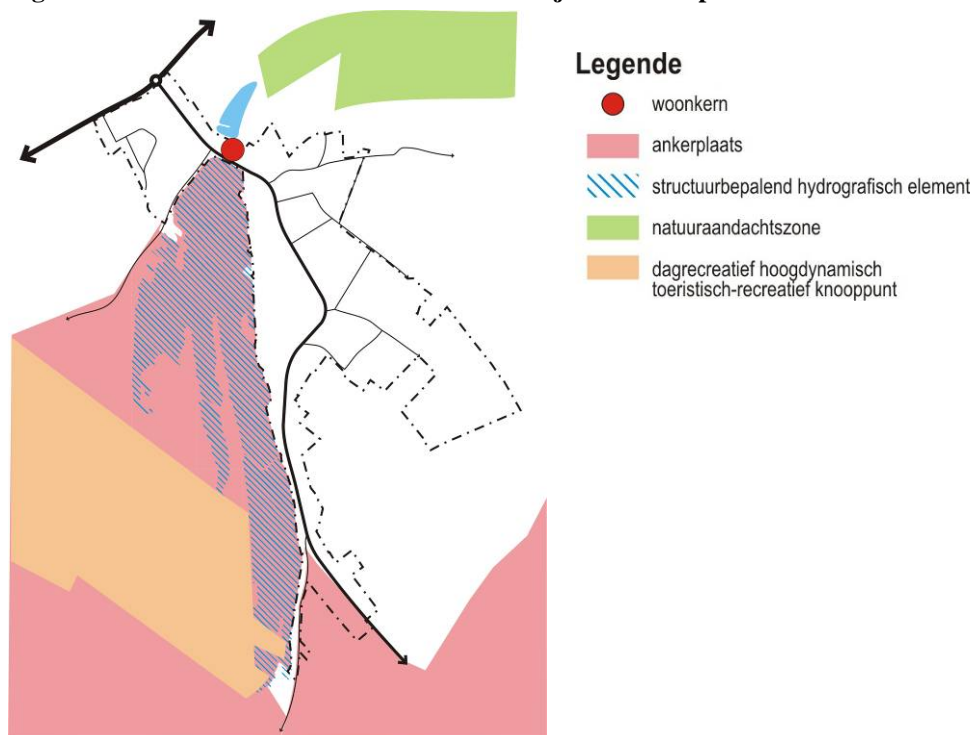 Legende
woonkern
ankerplaats
structuurbepalend hydrografisch element
natuuraandachtszone
dagrecreatief hoogdynamisch
toeristisch-recreatief knooppunt